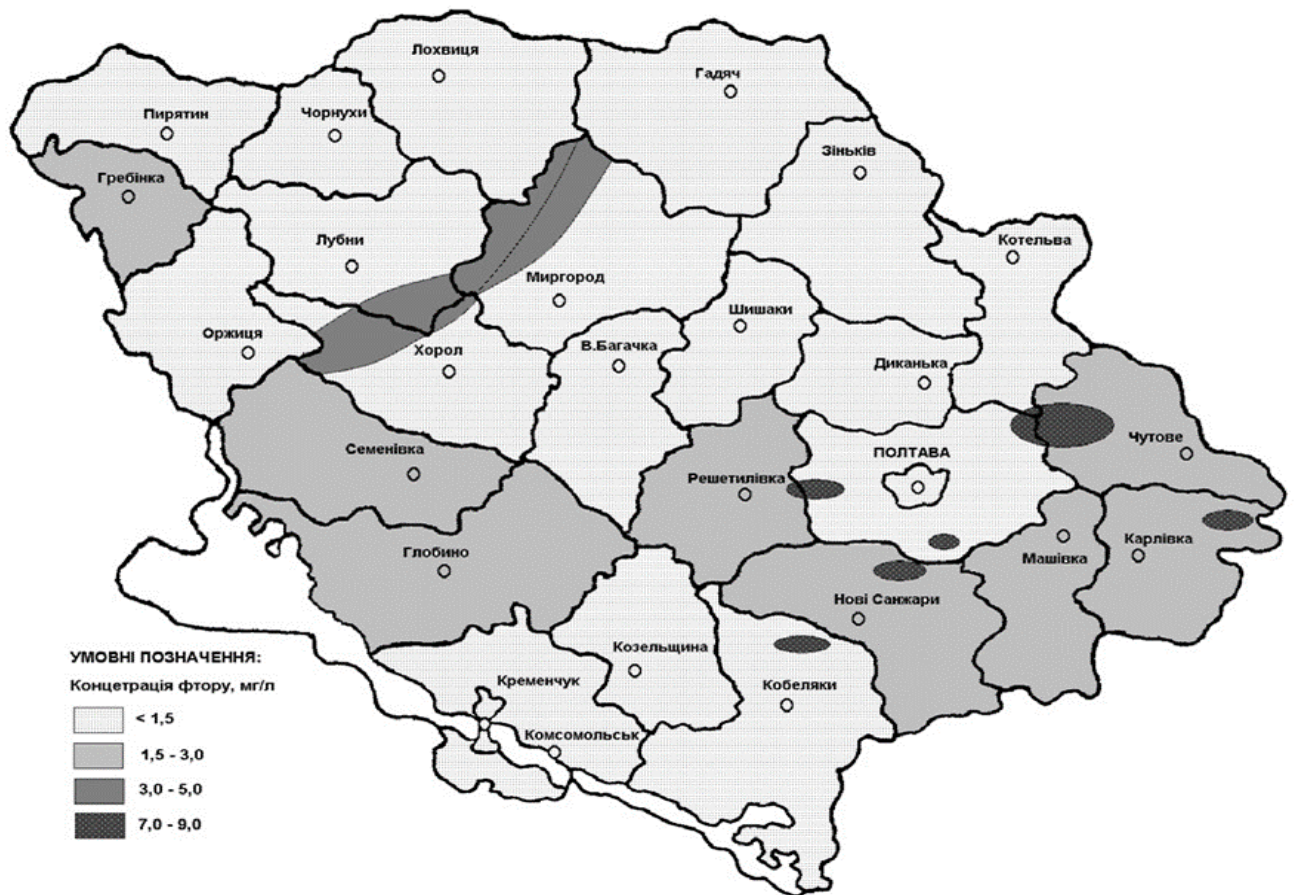 Лохвиця
Гадяч
Пирятин
Чорнухи
Зіньків
Гребінка
Лубни
Котельва
Миргород
Шишаки
Оржиця
Хорол
В.Багачка
Диканька
Чутове
Семенівка
ПОЛТАВА
Решетилівка
Глобино
Машівка
Карлівка
Нові Санжари
Козельщина
Кременчук
Кобеляки
Комсомольськ
УМОВНІ ПОЗНАЧЕННЯ:
Концетрація фтору, мг/л
< 1,5
1,5 - 3,0
3,0 - 5,0
7,0 - 9,0